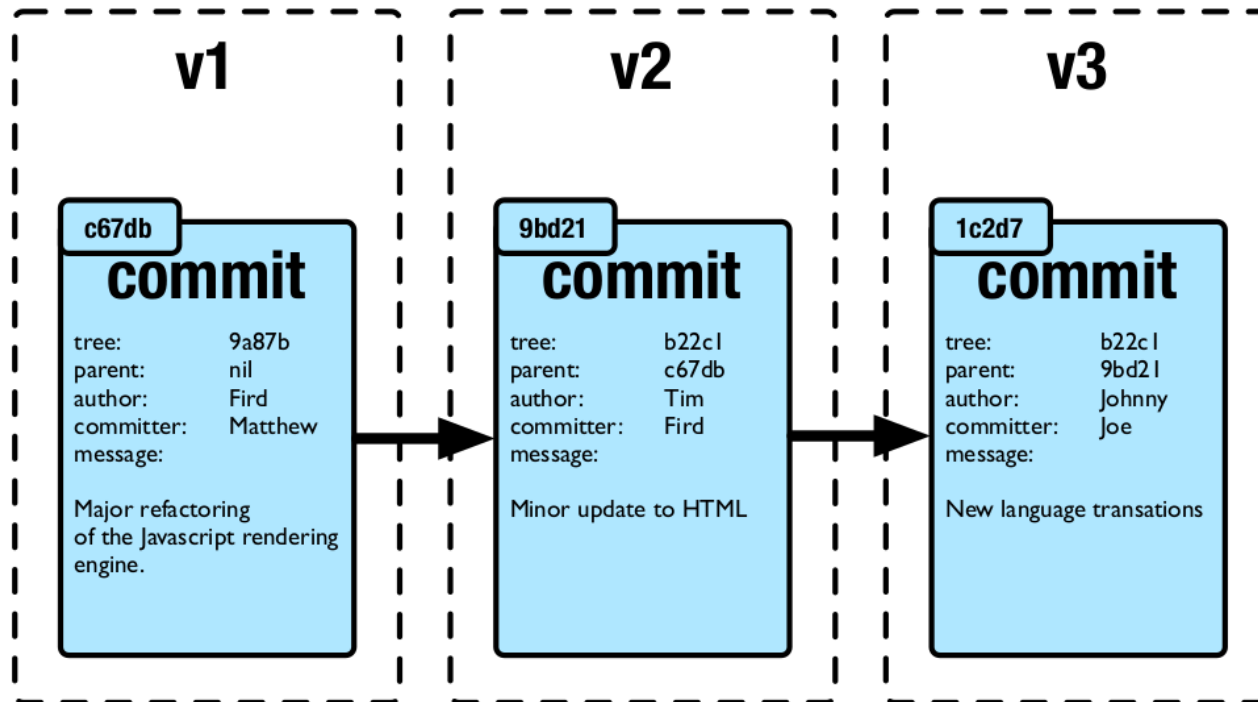 v1
c67db
commit
tree: 9a87b
parent: nil
author: Fird
committer: Matthew
message:
Major refactoring
of the Javascript rendering
engine.
v2
9bd21
commit
tree: b22c1
parent: c67db
author: Tim
committer: Fird
message:
Minor update to HTML
v3
1c2d7
commit
tree: b22c1
parent: 9bd21
author: Johnny
committer: Joe
message:
New language transations